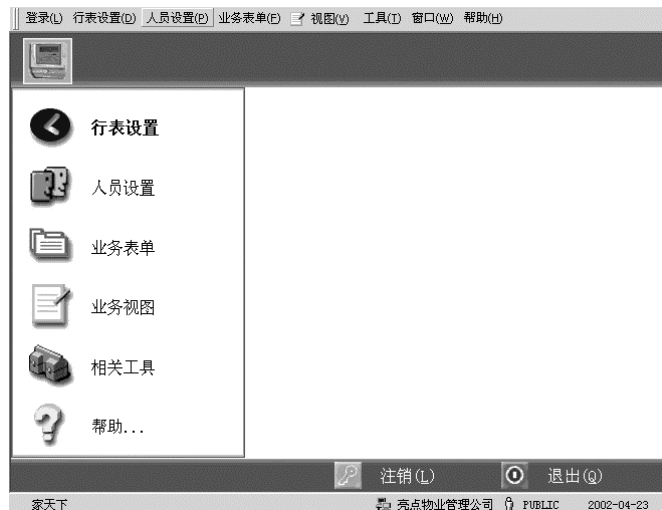 登录(L) 行表设置(D) 人员设置(P) 业务表单(F) 视图(V) 工具(T) 窗口(W) 帮助(H)
行表设置
人员设置
业务表单
业务视图
相关工具
帮助...
注销(L) 退出(Q)
家天下 亮点物业管理公司 PUBLIC 2002-04-23